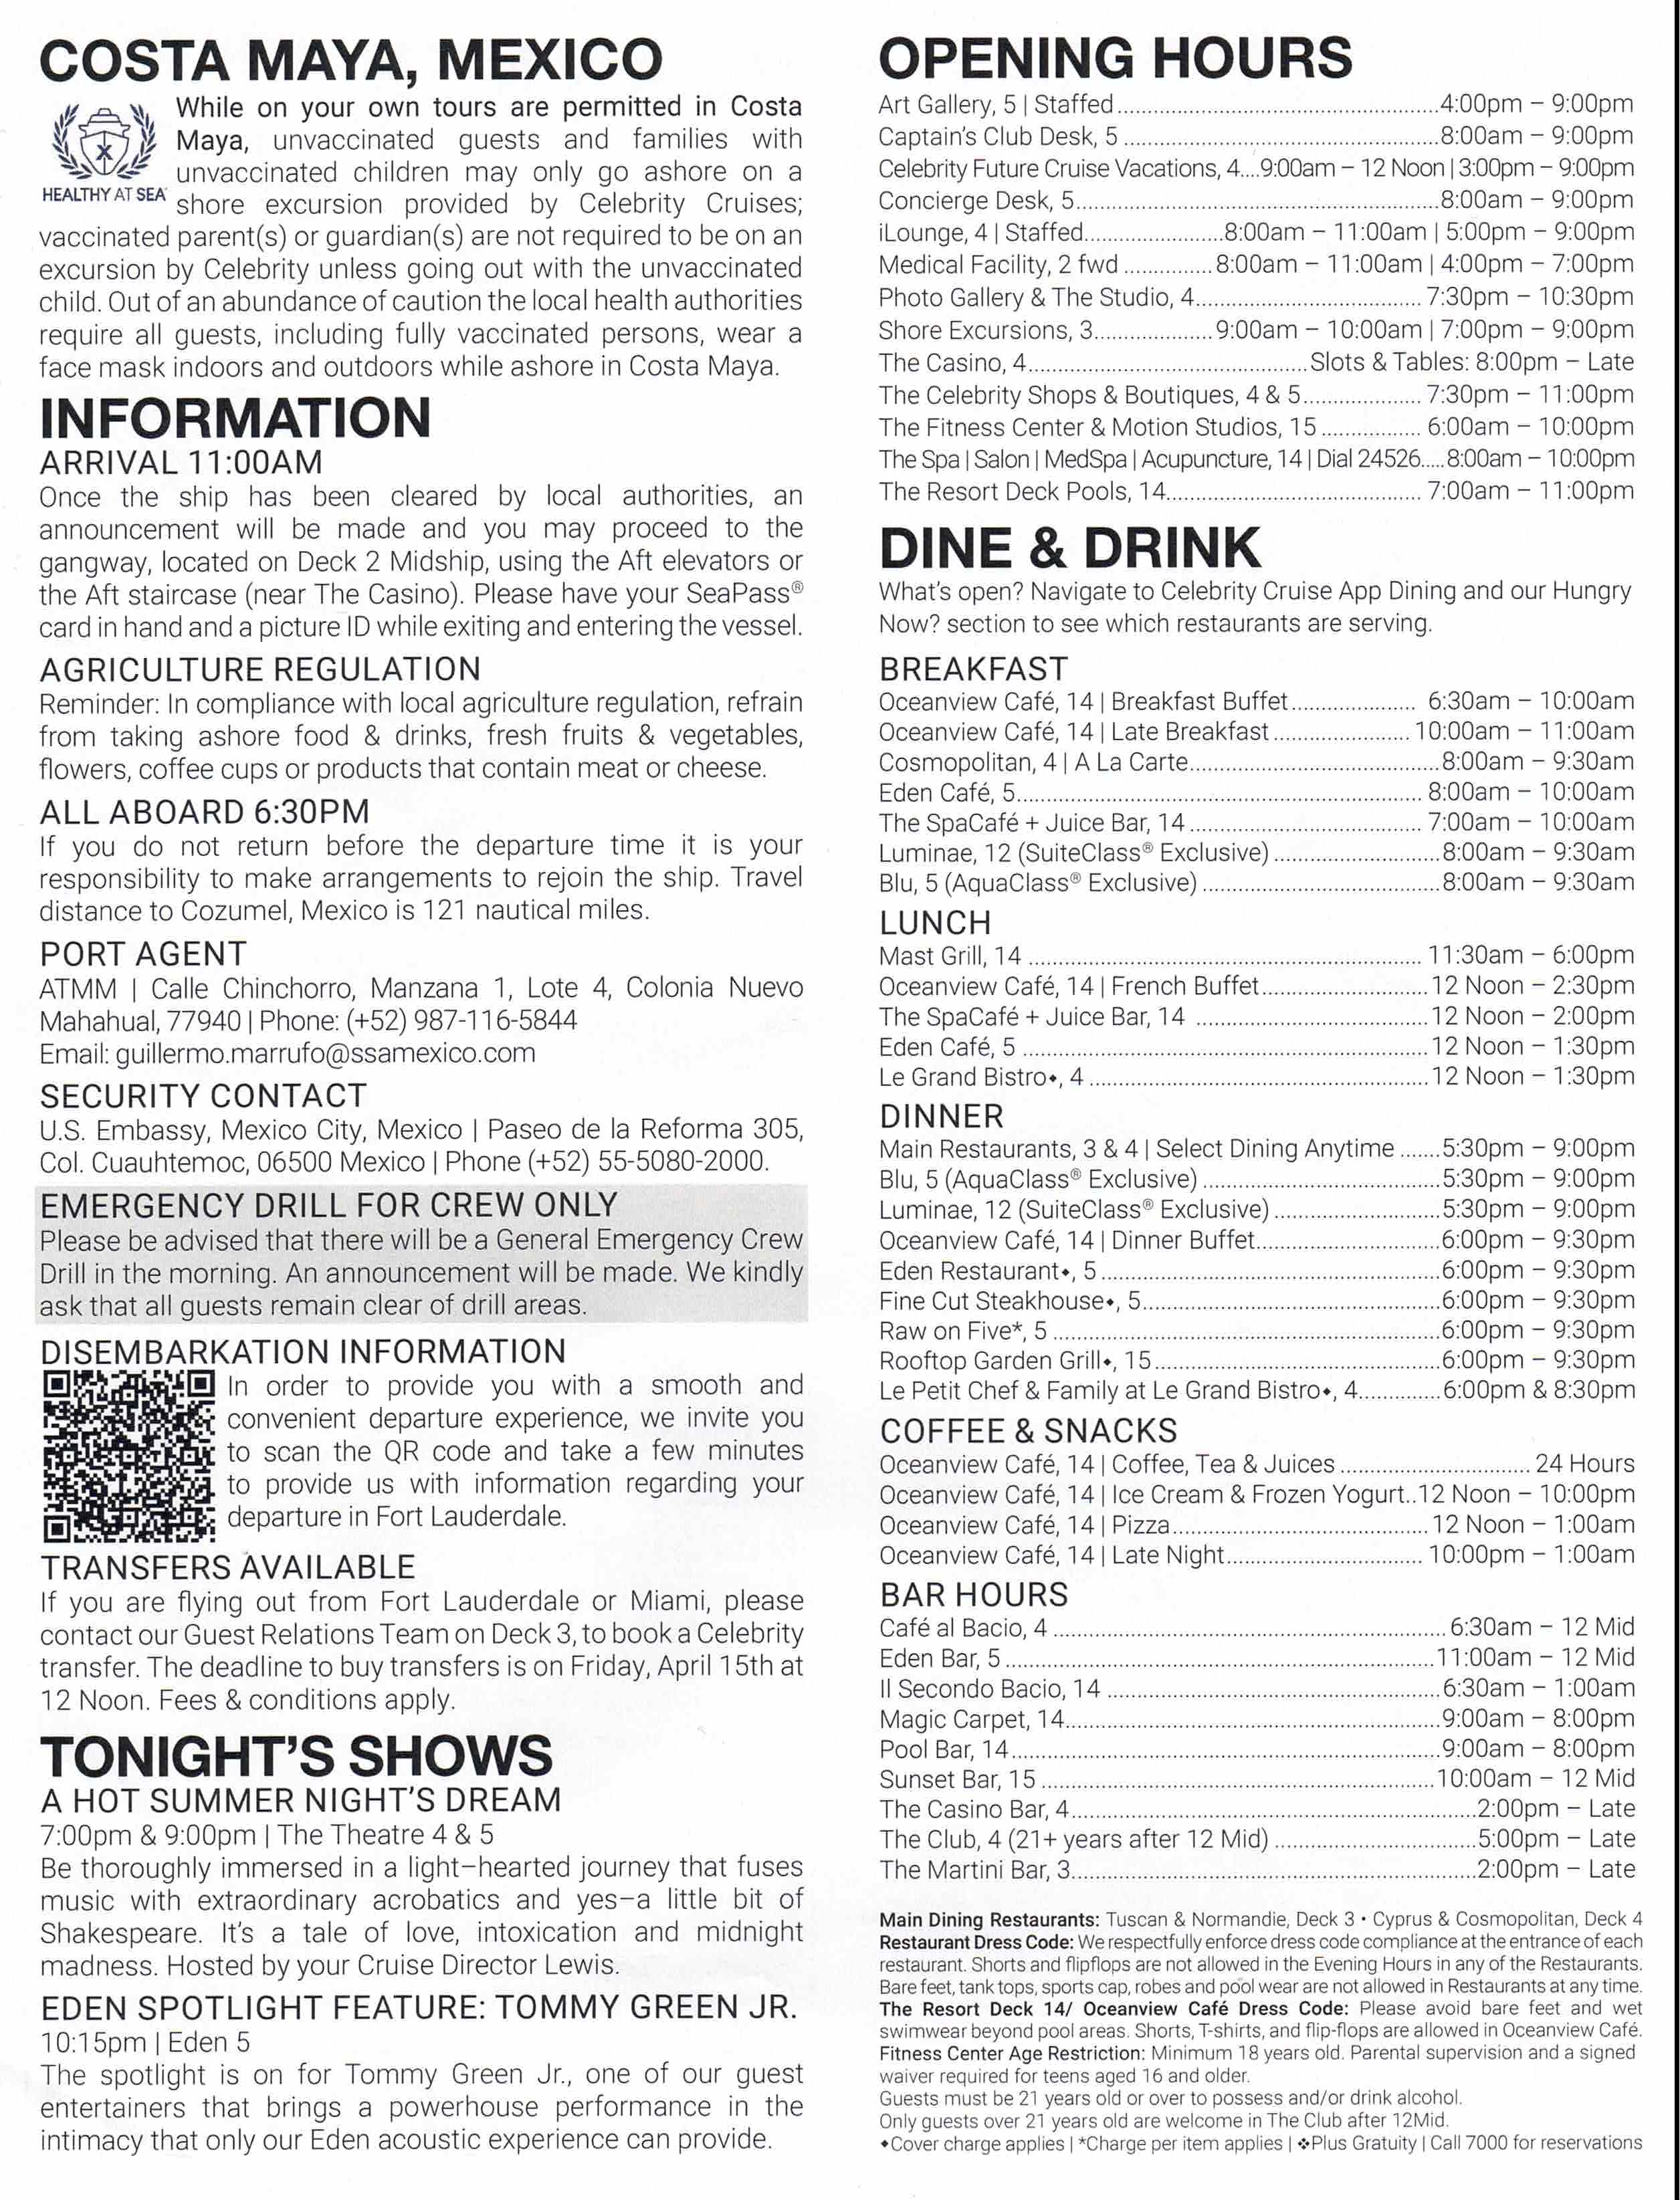 COSTA MAYA, MEXICO
HEALTHY AT SEA
While on your own tours are permitted in Costa
Maya, unvaccinated guests and families with
unvaccinated children may only go ashore on a
shore excursion provided by Celebrity Cruises;
vaccinated parent(s) or guardian(s) are not required to be on an
excursion by Celebrity unless going out with the unvaccinated
child. Out of an abundance of caution the local health authorities
require all guests, including fully vaccinated persons, wear a
face mask indoors and outdoors while ashore in Costa Maya.
INFORMATION
ARRIVAL 11:00AM
Once the ship has been cleared by local authorities, an
announcement will be made and you may proceed to the
gangway, located on Deck 2 Midship, using the Aft elevators or
the Aft staircase (near The Casino). Please have your SeaPass®
card in hand and a picture ID while exiting and entering the vessel.
AGRICULTURE REGULATION
Reminder: In compliance with local agriculture regulation, refrain
from taking ashore food & drinks, fresh fruits & vegetables,
flowers, coffee cups or products that contain meat or cheese.
ALL ABOARD 6:30PM
If you do not return before the departure time it is your
responsibility to make arrangements to rejoin the ship. Travel
distance to Cozumel, Mexico is 121 nautical miles.
PORT AGENT
ATMM | Calle Chinchorro, Manzana 1, Lote 4, Colonia Nuevo
Mahahual, 77940 | Phone: (+52) 987-116-5844
Email: guillermo.marrufo@ssamexico.com
SECURITY CONTACT
U.S. Embassy, Mexico City, Mexico | Paseo de la Reforma 305,
Col. Cuauhtemoc, 06500 Mexico | Phone (+52) 55-5080-2000.
EMERGENCY DRILL FOR CREW ONLY
Please be advised that there will be a General Emergency Crew
Drill in the morning. An announcement will be made. We kindly
ask that all guests remain clear of drill areas.
DISEMBARKATION INFORMATION
In order to provide you with a smooth and
convenient departure experience, we invite you
to scan the QR code and take a few minutes
to provide us with information regarding your
departure in Fort Lauderdale.
TRANSFERS AVAILABLE
If you are flying out from Fort Lauderdale or Miami, please
contact our Guest Relations Team on Deck 3, to book a Celebrity
transfer. The deadline to buy transfers is on Friday, April 15th at
12 Noon. Fees & conditions apply.
TONIGHT'S SHOWS
A HOT SUMMER NIGHT'S DREAM
7:00pm & 9:00pm | The Theatre 4 & 5
Be thoroughly immersed in a light–hearted journey that fuses
music with extraordinary acrobatics and yes–a little bit of
Shakespeare. It's a tale of love, intoxication and midnight
madness. Hosted by your Cruise Director Lewis.
EDEN SPOTLIGHT FEATURE: TOMMY GREEN JR.
10:15pm | Eden 5
The spotlight is on for Tommy Green Jr., one of our guest
entertainers that brings a powerhouse performance in the
intimacy that only our Eden acoustic experience can provide.
OPENING HOURS
Art Gallery, 5 | Staffed....4:00pm – 9:00pm
Captain's Club Desk, 5....8:00am – 9:00pm
Celebrity Future Cruise Vacations, 4....9:00am – 12 Noon | 3:00pm – 9:00pm
Concierge Desk, 5....8:00am – 9:00pm
iLounge, 4 | Staffed....8:00am – 11:00am | 5:00pm – 9:00pm
Medical Facility, 2 fwd....8:00am – 11:00am | 4:00pm – 7:00pm
Photo Gallery & The Studio, 4....7:30pm – 10:30pm
Shore Excursions, 3....9:00am – 10:00am | 7:00pm – 9:00pm
The Casino, 4....Slots & Tables: 8:00pm – Late
The Celebrity Shops & Boutiques, 4 & 5....7:30pm – 11:00pm
The Fitness Center & Motion Studios, 15....6:00am – 10:00pm
The Spa | Salon | MedSpa | Acupuncture, 14 | Dial 24526....8:00am – 10:00pm
The Resort Deck Pools, 14....7:00am – 11:00pm
DINE & DRINK
What's open? Navigate to Celebrity Cruise App Dining and our Hungry
Now? section to see which restaurants are serving.
BREAKFAST
Oceanview Café, 14 | Breakfast Buffet....6:30am – 10:00am
Oceanview Café, 14 | Late Breakfast....10:00am – 11:00am
Cosmopolitan, 4 | A La Carte....8:00am – 9:30am
Eden Café, 5....8:00am – 10:00am
The SpaCafé + Juice Bar, 14....7:00am – 10:00am
Luminae, 12 (SuiteClass® Exclusive)....8:00am – 9:30am
Blu, 5 (AquaClass® Exclusive)....8:00am – 9:30am
LUNCH
Mast Grill, 14....11:30am – 6:00pm
Oceanview Café, 14 | French Buffet....12 Noon – 2:30pm
The SpaCafé + Juice Bar, 14....12 Noon – 2:00pm
Eden Café, 5....12 Noon – 1:30pm
Le Grand Bistro⬥, 4....12 Noon – 1:30pm
DINNER
Main Restaurants, 3 & 4 | Select Dining Anytime....5:30pm – 9:00pm
Blu, 5 (AquaClass® Exclusive)....5:30pm – 9:00pm
Luminae, 12 (SuiteClass® Exclusive)....5:30pm – 9:00pm
Oceanview Café, 14 | Dinner Buffet....6:00pm – 9:30pm
Eden Restaurant⬥, 5....6:00pm – 9:30pm
Fine Cut Steakhouse⬥, 5....6:00pm – 9:30pm
Raw on Five*, 5....6:00pm – 9:30pm
Rooftop Garden Grill⬥, 15....6:00pm – 9:30pm
Le Petit Chef & Family at Le Grand Bistro⬥, 4....6:00pm & 8:30pm
COFFEE & SNACKS
Oceanview Café, 14 | Coffee, Tea & Juices....24 Hours
Oceanview Café, 14 | Ice Cream & Frozen Yogurt..12 Noon – 10:00pm
Oceanview Café, 14 | Pizza....12 Noon – 1:00am
Oceanview Café, 14 | Late Night....10:00pm – 1:00am
BAR HOURS
Café al Bacio, 4....6:30am – 12 Mid
Eden Bar, 5....11:00am – 12 Mid
Il Secondo Bacio, 14....6:30am – 1:00am
Magic Carpet, 14....9:00am – 8:00pm
Pool Bar, 14....9:00am – 8:00pm
Sunset Bar, 15....10:00am – 12 Mid
The Casino Bar, 4....2:00pm – Late
The Club, 4 (21+ years after 12 Mid)....5:00pm – Late
The Martini Bar, 3....2:00pm – Late
Main Dining Restaurants: Tuscan & Normandie, Deck 3 • Cyprus & Cosmopolitan, Deck 4
Restaurant Dress Code: We respectfully enforce dress code compliance at the entrance of each
restaurant. Shorts and flipflops are not allowed in the Evening Hours in any of the Restaurants.
Bare feet, tank tops, sports cap, robes and pool wear are not allowed in Restaurants at any time.
The Resort Deck 14/ Oceanview Café Dress Code: Please avoid bare feet and wet
swimwear beyond pool areas. Shorts, T-shirts, and flip-flops are allowed in Oceanview Café.
Fitness Center Age Restriction: Minimum 18 years old. Parental supervision and a signed
waiver required for teens aged 16 and older.
Guests must be 21 years old or over to possess and/or drink alcohol.
Only guests over 21 years old are welcome in The Club after 12Mid.
⬥Cover charge applies | *Charge per item applies | ❖Plus Gratuity | Call 7000 for reservations